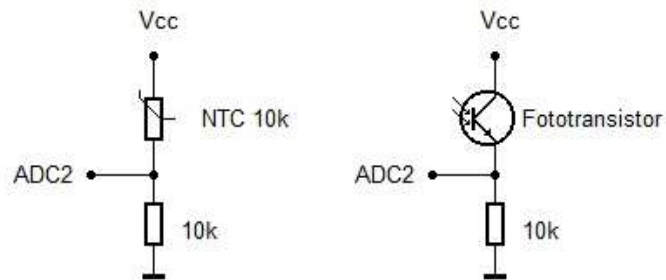 Vcc
NTC 10k
ADC2
10k
Vcc
Fototransistor
ADC2
10k